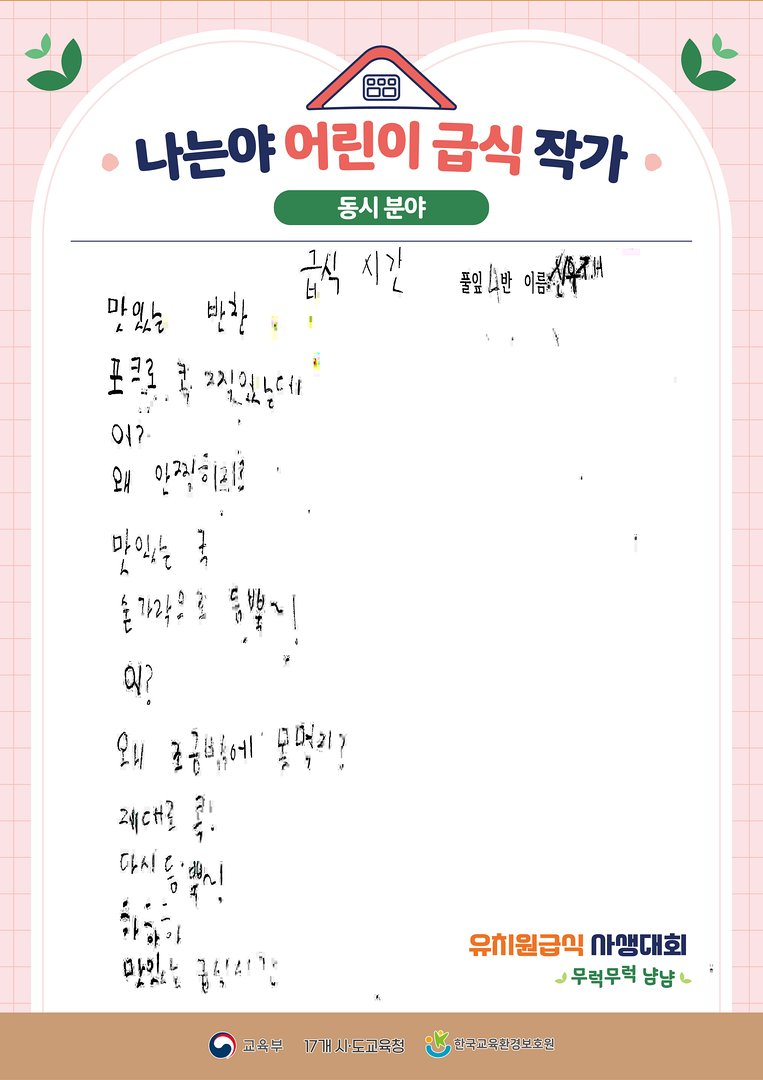 나는야 어린이 급식 작가
동시 분야
급식 시간
풀잎 4반 이름
맛있는 반찬
포크로 콕 찍었는데
어?
왜 안찍히지?
맛있는 국
숟가락으로 듬뿍~!
어?
왜 조금밖에 못먹지?
제대로 콕!
다시 듬뿍~!
하하하
맛있는 급식시간
유치원급식 사생대회
무럭무럭 냠냠
교육부 17개 시·도교육청 한국교육환경보호원